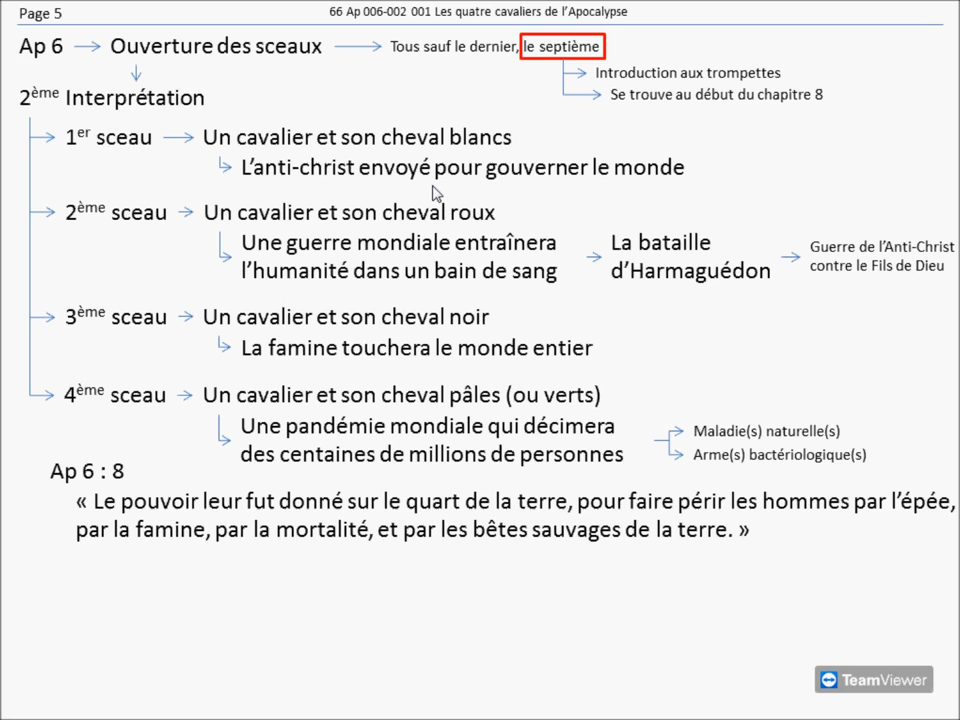 Page 5
66 Ap 006-002 001 Les quatre cavaliers de l’Apocalypse
Ap 6 Ouverture des sceaux Tous sauf le dernier, le septième
Introduction aux trompettes
Se trouve au début du chapitre 8
2ème Interprétation
1er sceau Un cavalier et son cheval blancs
L’anti-christ envoyé pour gouverner le monde
2ème sceau Un cavalier et son cheval roux
Une guerre mondiale entraînera
l’humanité dans un bain de sang
La bataille
d’Harmaguédon
Guerre de l’Anti-Christ
contre le Fils de Dieu
3ème sceau Un cavalier et son cheval noir
La famine touchera le monde entier
4ème sceau Un cavalier et son cheval pâles (ou verts)
Une pandémie mondiale qui décimera
des centaines de millions de personnes
Maladie(s) naturelle(s)
Arme(s) bactériologique(s)
Ap 6 : 8
« Le pouvoir leur fut donné sur le quart de la terre, pour faire périr les hommes par l’épée,
par la famine, par la mortalité, et par les bêtes sauvages de la terre. »
TeamViewer